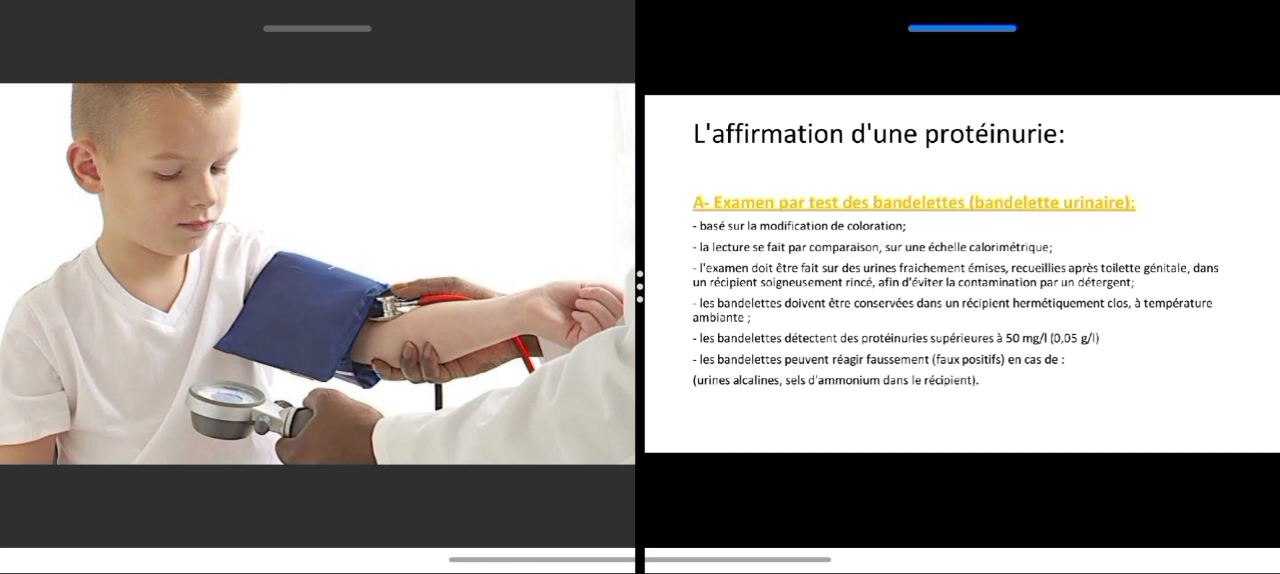 L'affirmation d'une protéinurie:
A- Examen par test des bandelettes (bandelette urinaire):
- basé sur la modification de coloration;
- la lecture se fait par comparaison, sur une échelle calorimétrique;
- l'examen doit être fait sur des urines fraichement émises, recueillies après toilette génitale, dans
un récipient soigneusement rincé, afin d'éviter la contamination par un détergent;
- les bandelettes doivent être conservées dans un récipient hermétiquement clos, à température
ambiante ;
- les bandelettes détectent des protéinuries supérieures à 50 mg/l (0,05 g/l)
- les bandelettes peuvent réagir faussement (faux positifs) en cas de :
(urines alcalines, sels d'ammonium dans le récipient).